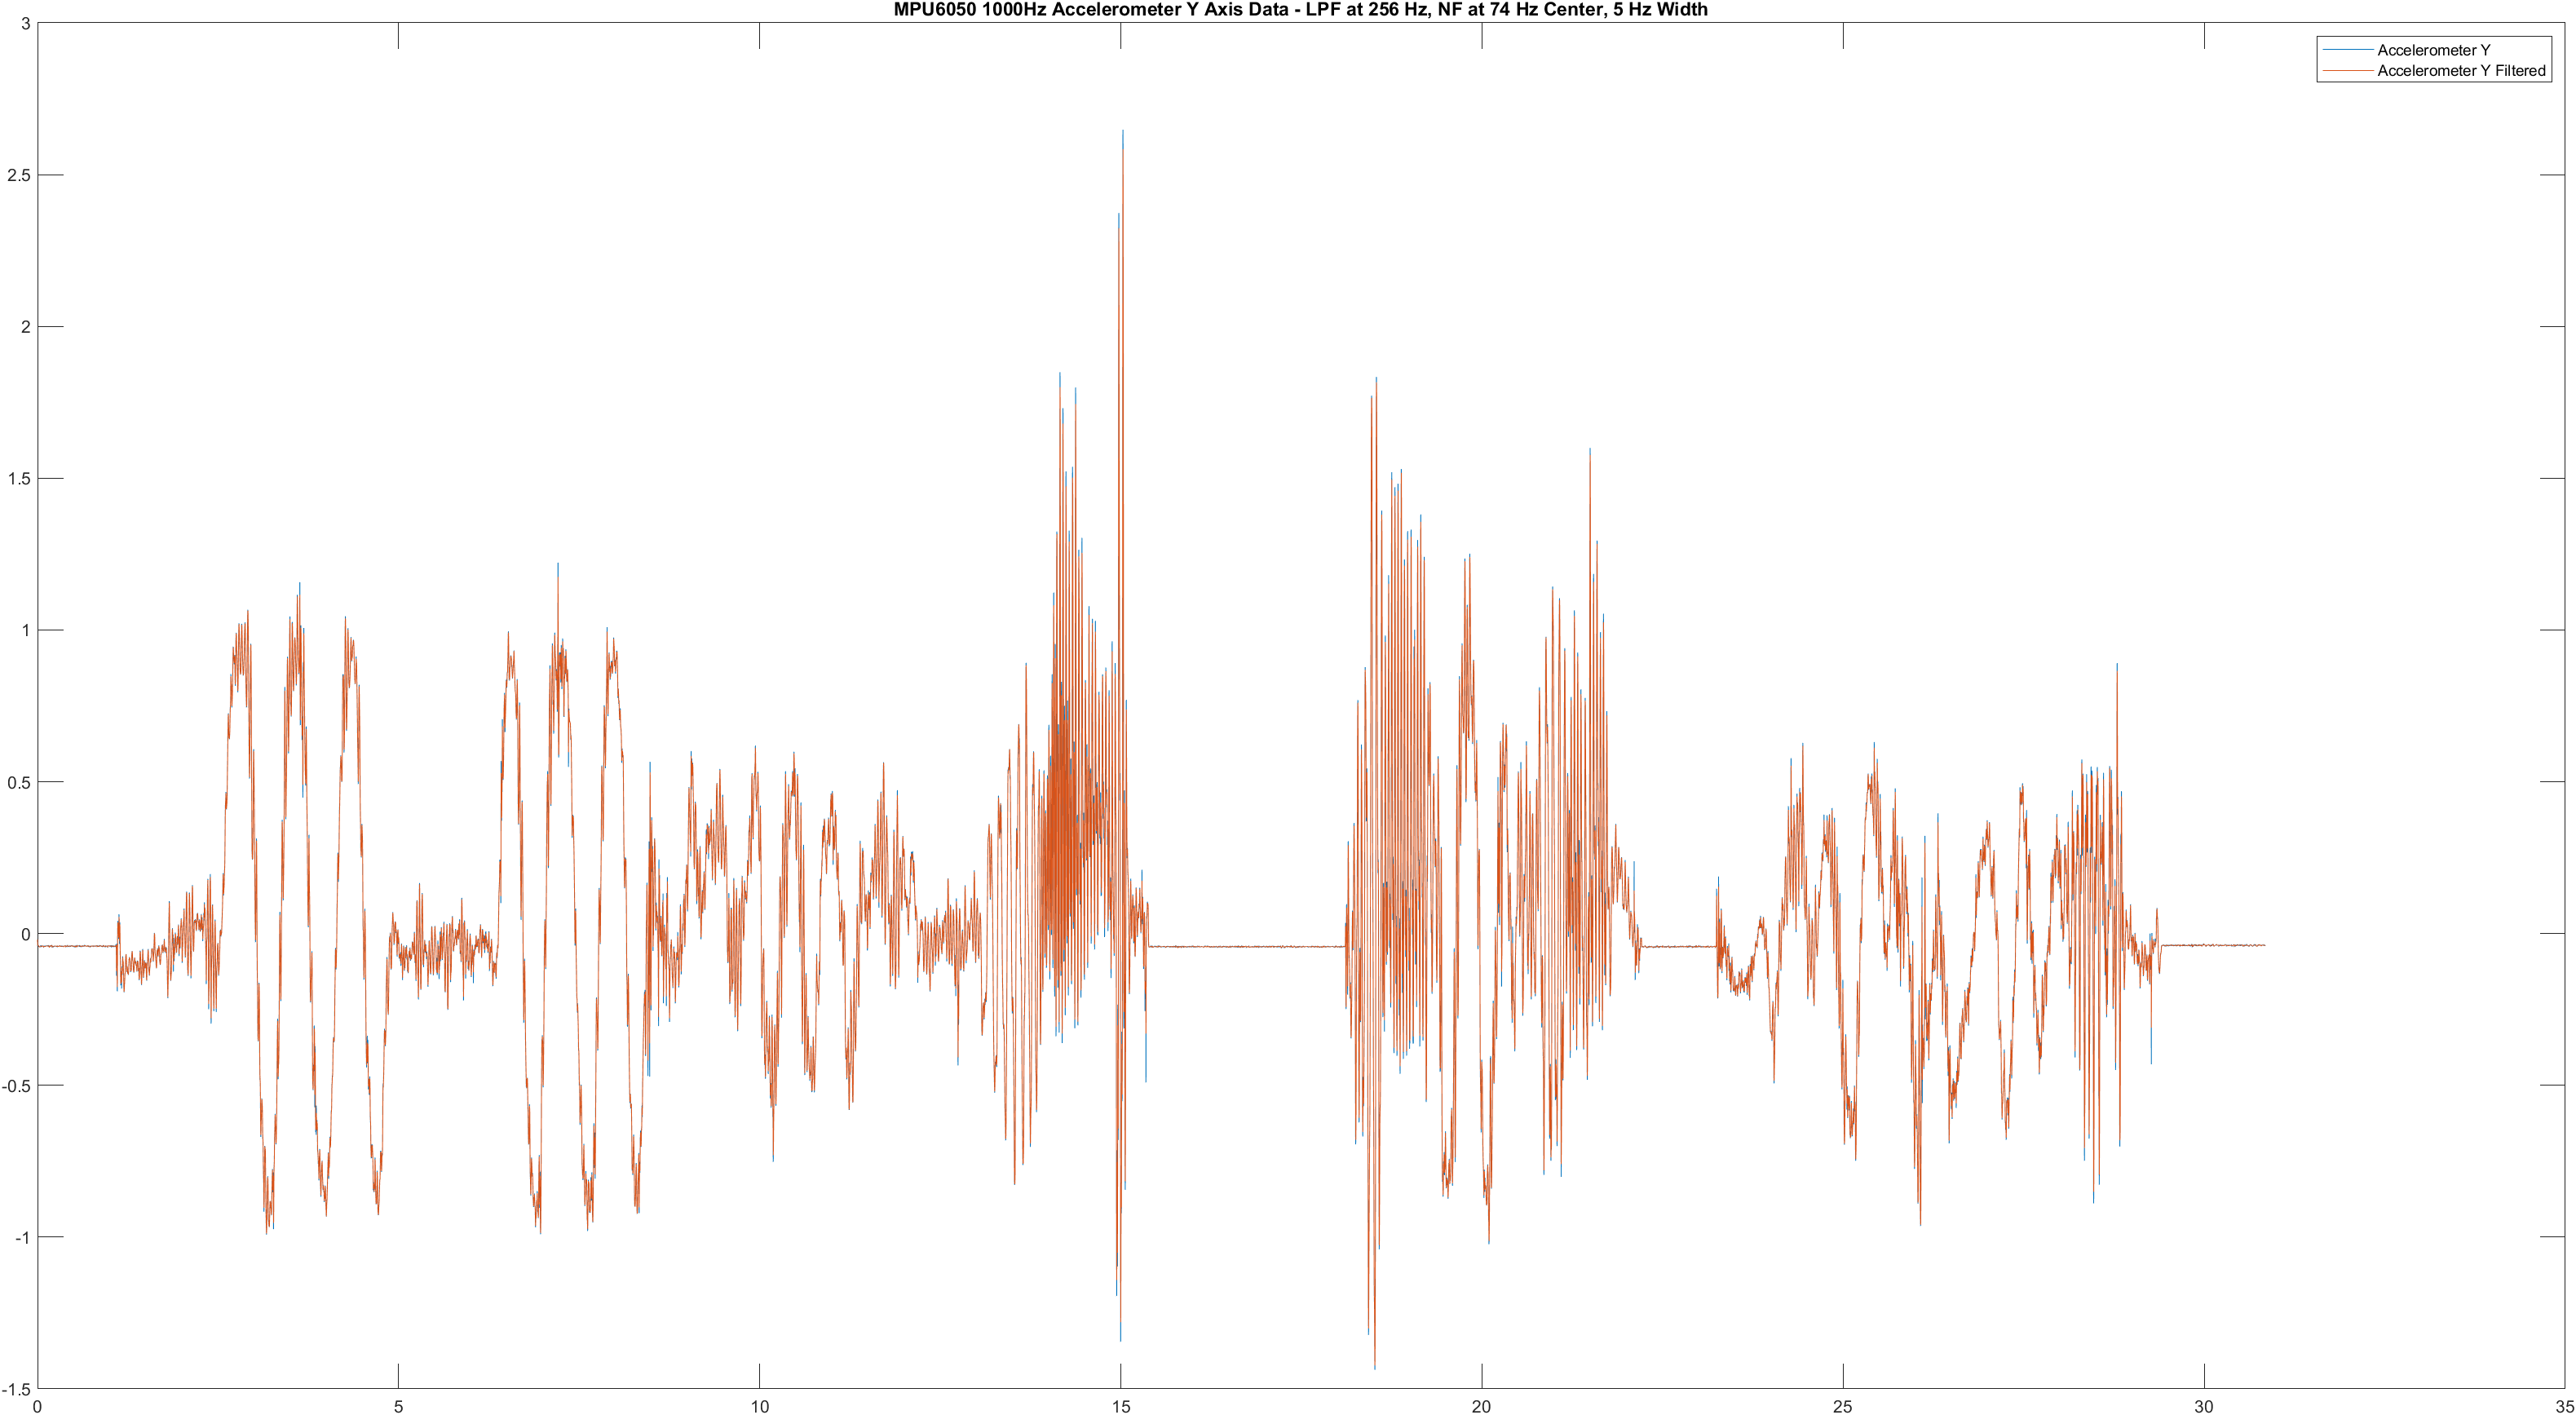 MPU6050 1000Hz Accelerometer Y Axis Data - LPF at 256 Hz, NF at 74 Hz Center, 5 Hz Width
Accelerometer Y
Accelerometer Y Filtered
3
2.5
2
1.5
1
0.5
0
-0.5
-1
-1.5
0 5 10 15 20 25 30 35